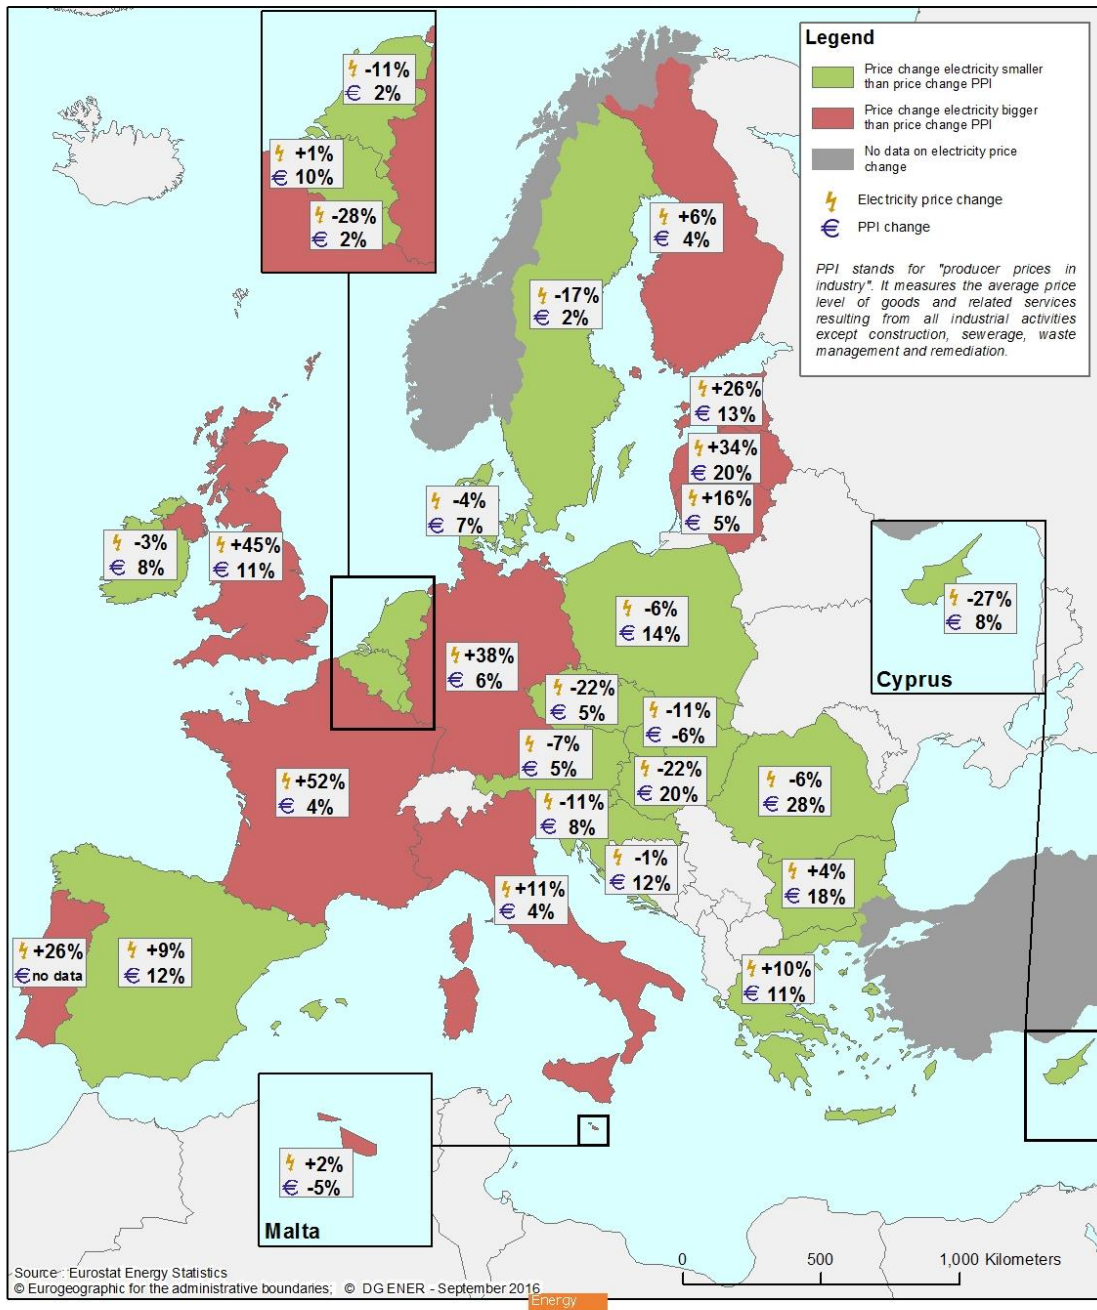 Legend
Price change electricity smaller
than price change PPI
Price change electricity bigger
than price change PPI
No data on electricity price
change
Electricity price change
€ PPI change
PPI stands for "producer prices in
industry". It measures the average price
level of goods and related services
resulting from all industrial activities
except construction, sewerage, waste
management and remediation.
-11%
€ 2%
+1%
€ 10%
-28%
€ 2%
+6%
€ 4%
-17%
€ 2%
+26%
€ 13%
+34%
€ 20%
+16%
€ 5%
-4%
€ 7%
-3%
€ 8%
+45%
€ 11%
-6%
€ 14%
-27%
€ 8%
Cyprus
+38%
€ 6%
-22%
€ 5%
-11%
€ -6%
-7%
€ 5%
-22%
€ 20%
-6%
€ 28%
+52%
€ 4%
-11%
€ 8%
-1%
€ 12%
+4%
€ 18%
+11%
€ 4%
+26%
€ no data
+9%
€ 12%
+10%
€ 11%
+2%
€ -5%
Malta
0 500 1,000 Kilometers
Source : Eurostat Energy Statistics
© Eurogeographic for the administrative boundaries; © DG ENER - September 2016
Energy